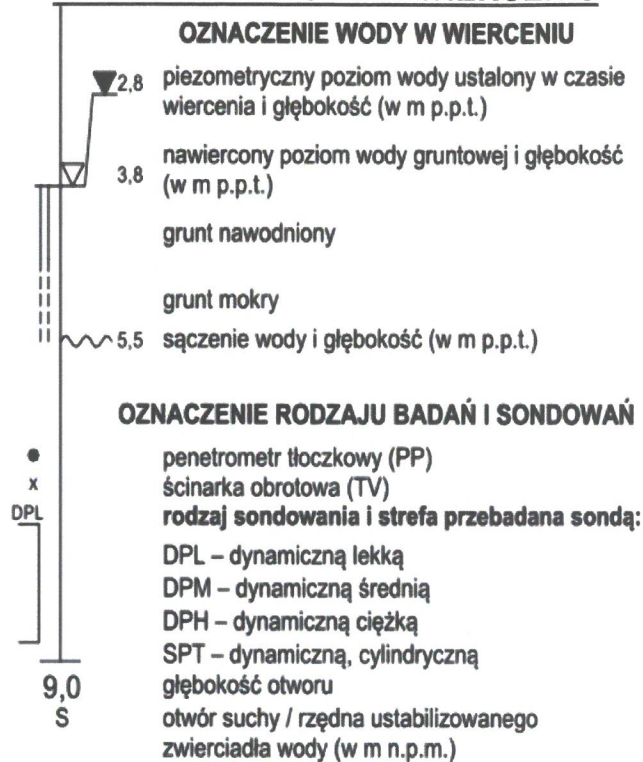 OZNACZENIE WODY W WIERCENIU
2,8 piezometryczny poziom wody ustalony w czasie
wiercenia i głębokość (w m p.p.t.)
nawiercony poziom wody gruntowej i głębokość
3,8 (w m p.p.t.)
grunt nawodniony
grunt mokry
5,5 sączenie wody i głębokość (w m p.p.t.)
OZNACZENIE RODZAJU BADAŃ I SONDOWAŃ
penetrometr tłoczkowy (PP)
x ścinarka obrotowa (TV)
DPL rodzaj sondowania i strefa przebadana sondą:
DPL – dynamiczną lekką
DPM – dynamiczną średnią
DPH – dynamiczną ciężką
SPT – dynamiczną, cylindryczną
9,0 głębokość otworu
S otwór suchy / rzędna ustabilizowanego
zwierciadła wody (w m n.p.m.)